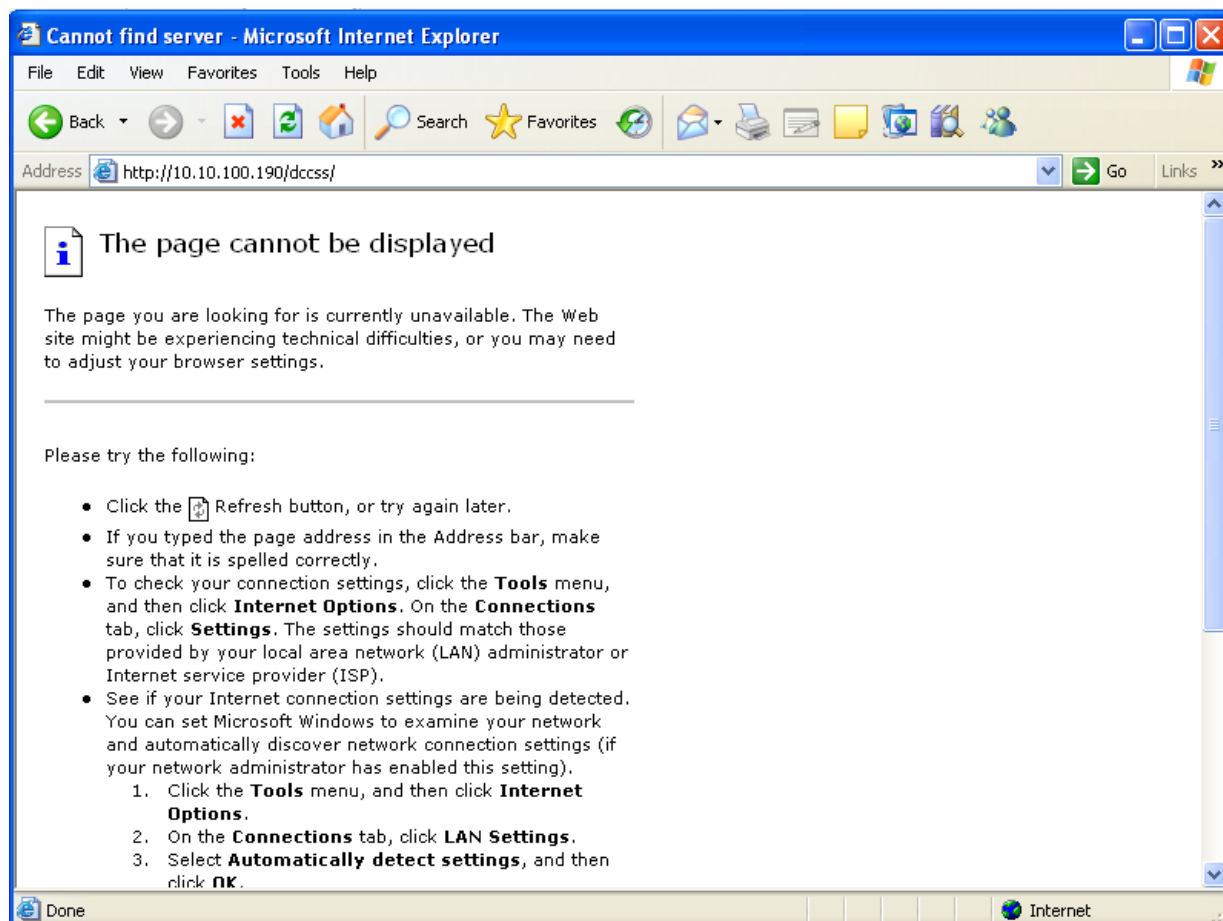 Cannot find server - Microsoft Internet Explorer
File Edit View Favorites Tools Help
Back Search Favorites
Address http://10.10.100.190/dccss/ Go Links »
The page cannot be displayed
The page you are looking for is currently unavailable. The Web
site might be experiencing technical difficulties, or you may need
to adjust your browser settings.
Please try the following:
• Click the Refresh button, or try again later.
• If you typed the page address in the Address bar, make
sure that it is spelled correctly.
• To check your connection settings, click the Tools menu,
and then click Internet Options. On the Connections
tab, click Settings. The settings should match those
provided by your local area network (LAN) administrator or
Internet service provider (ISP).
• See if your Internet connection settings are being detected.
You can set Microsoft Windows to examine your network
and automatically discover network connection settings (if
your network administrator has enabled this setting).
1. Click the Tools menu, and then click Internet
Options.
2. On the Connections tab, click LAN Settings.
3. Select Automatically detect settings, and then
click OK.
Done Internet